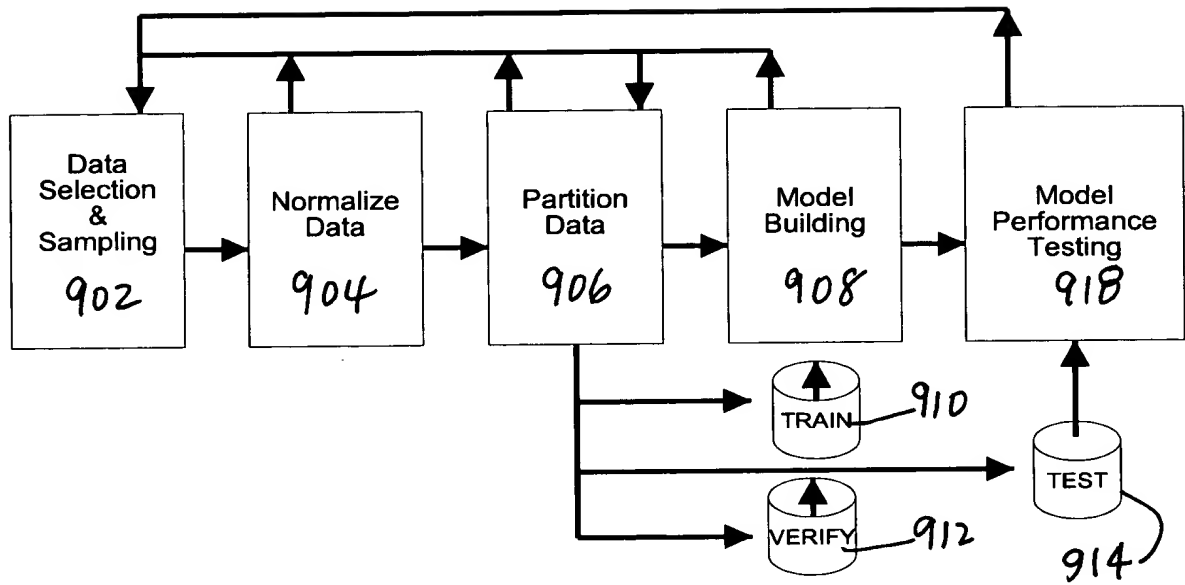 Data
Selection
&
Sampling
902
Normalize
Data
904
Partition
Data
906
Model
Building
908
Model
Performance
Testing
918
TRAIN
910
TEST
914
VERIFY
912